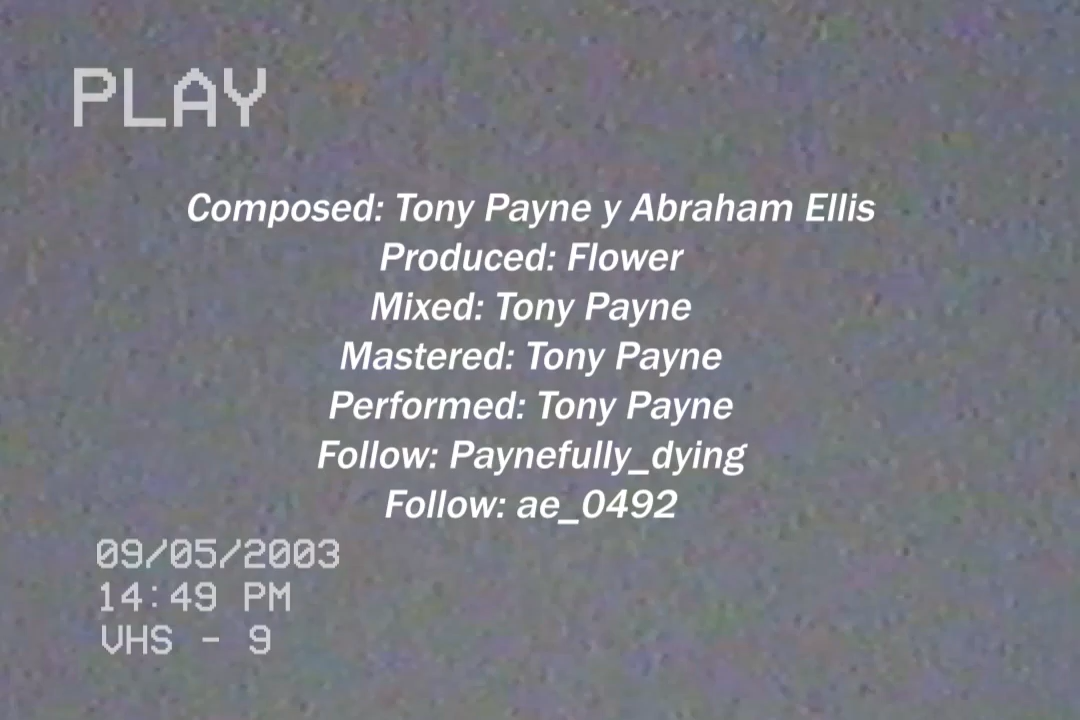 PLAY
Composed: Tony Payne y Abraham Ellis
Produced: Flower
Mixed: Tony Payne
Mastered: Tony Payne
Performed: Tony Payne
Follow: Paynefully_dying
Follow: ae_0492
09/05/2003
14:49 PM
VHS - 9